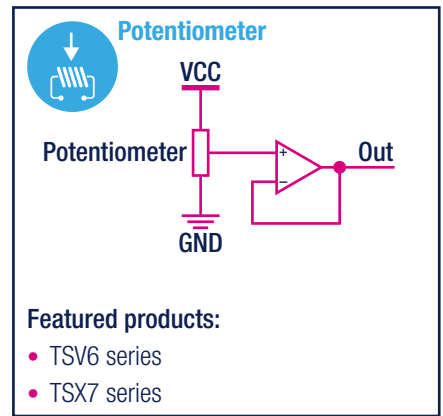 Potentiometer
VCC
Potentiometer
+
−
Out
GND
Featured products:
• TSV6 series
• TSX7 series